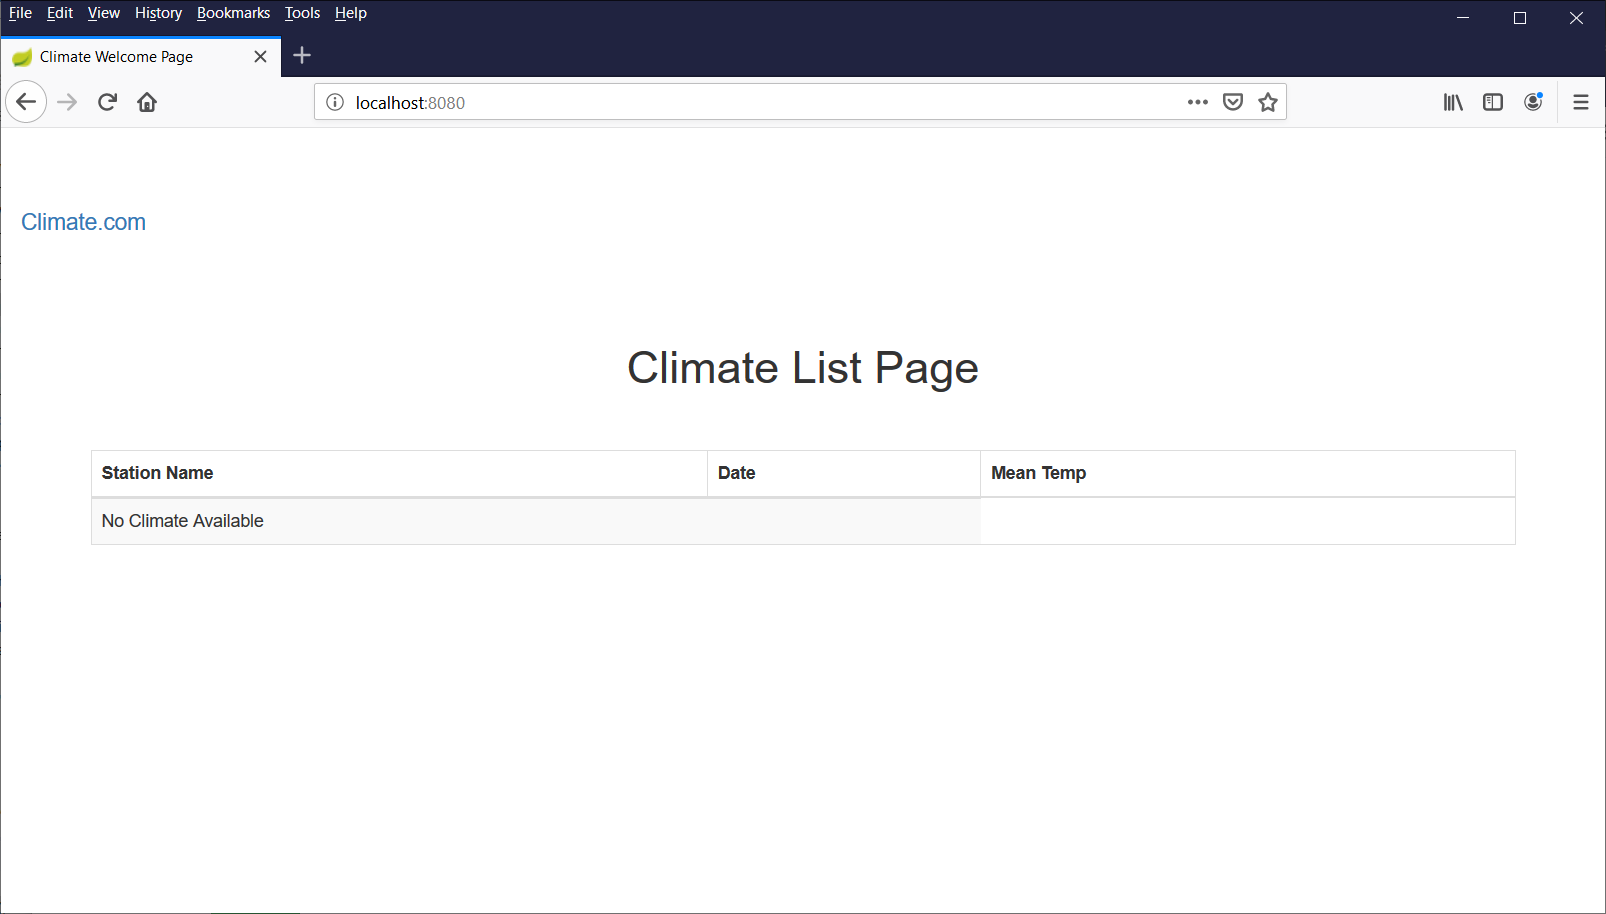 File Edit View History Bookmarks Tools Help
Climate Welcome Page
localhost:8080
Climate.com
Climate List Page
Station Name Date Mean Temp
No Climate Available